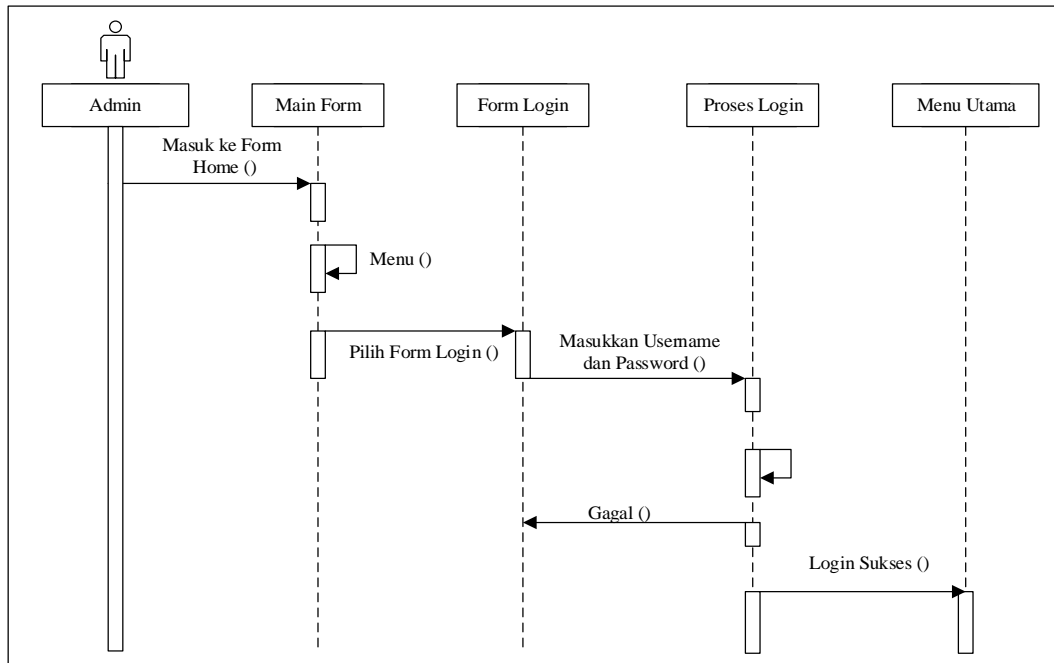 Admin
Main Form
Form Login
Proses Login
Menu Utama
Masuk ke Form
Home ()
Menu ()
Pilih Form Login ()
Masukkan Username
dan Password ()
Gagal ()
Login Sukses ()